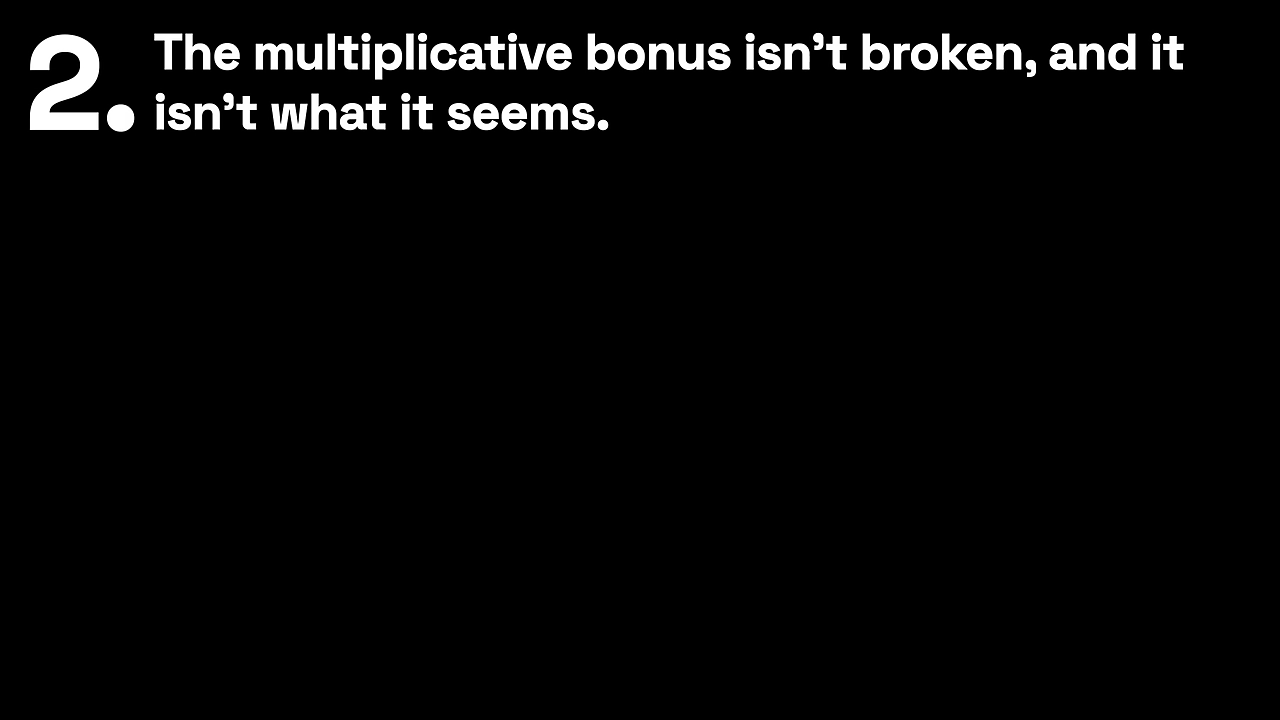 2. The multiplicative bonus isn’t broken, and it
isn’t what it seems.